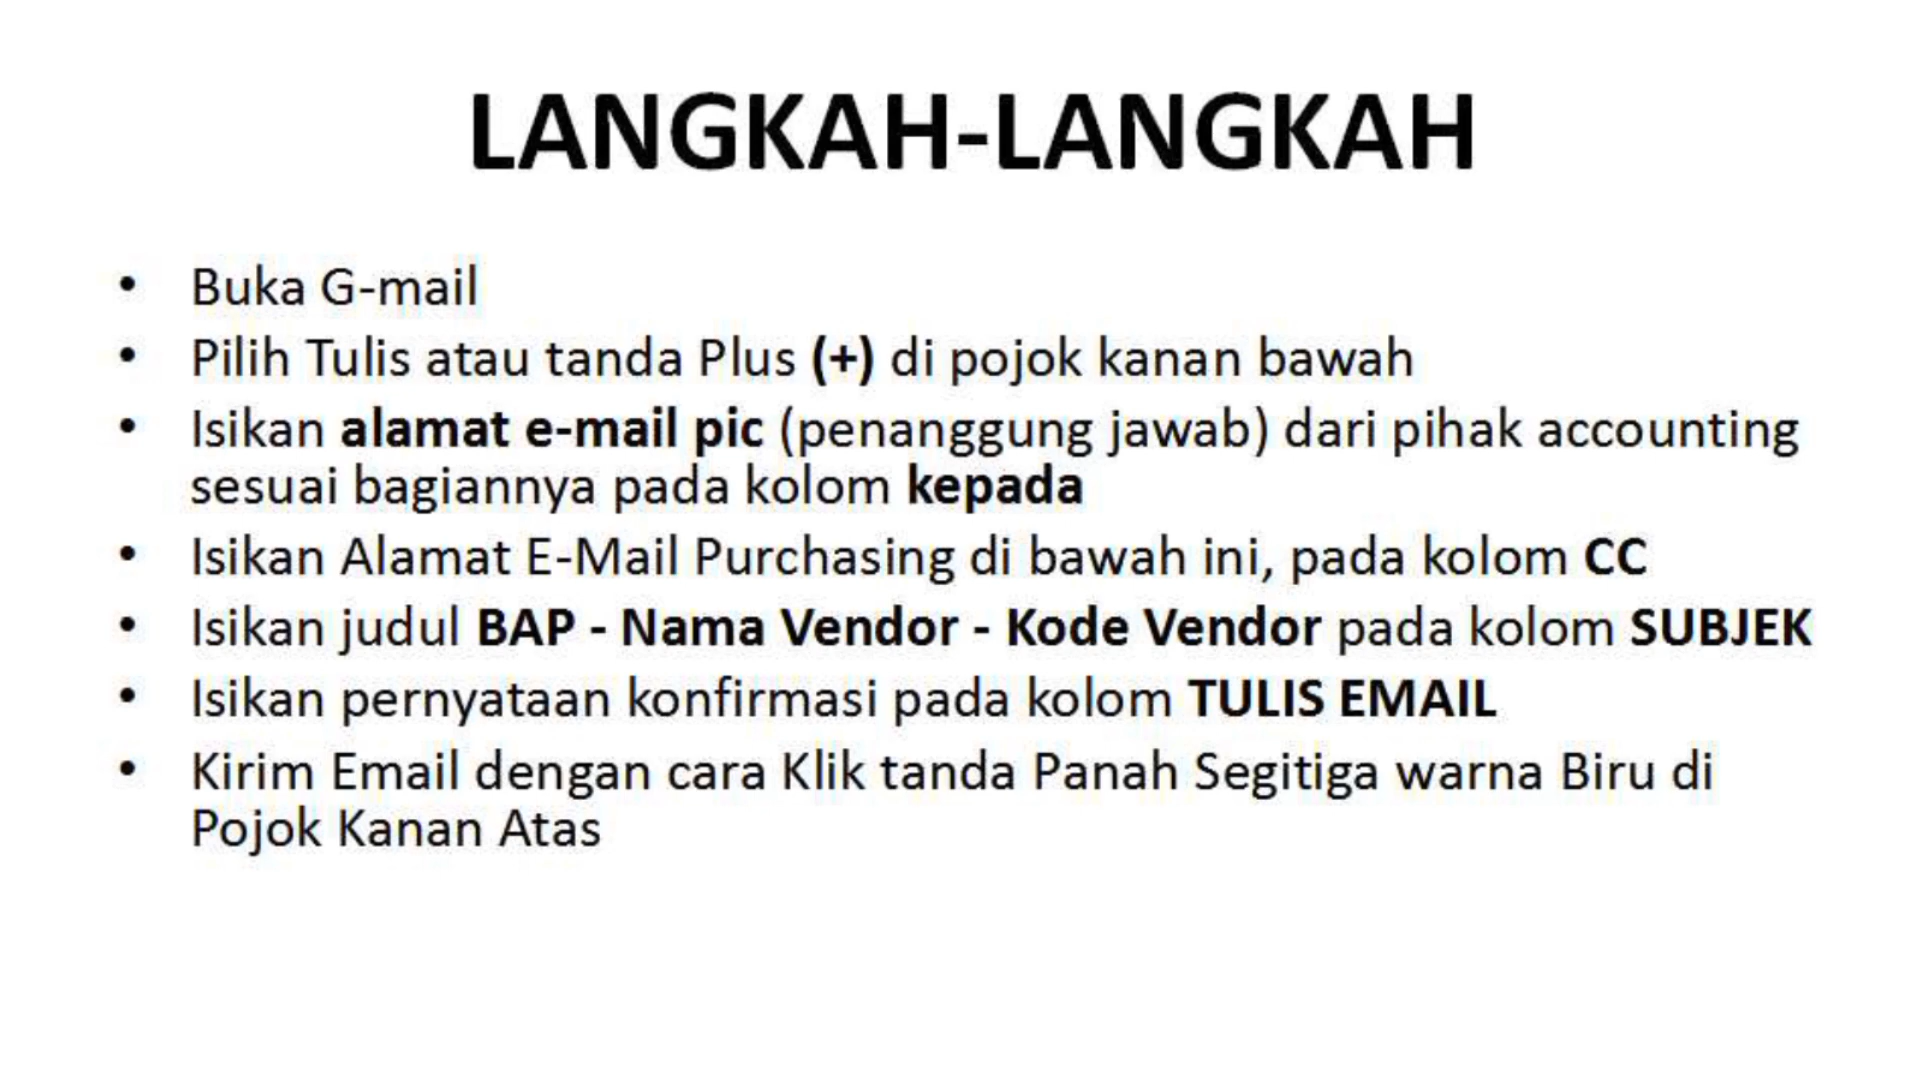 LANGKAH-LANGKAH
• Buka G-mail
• Pilih Tulis atau tanda Plus (+) di pojok kanan bawah
• Isikan alamat e-mail pic (penanggung jawab) dari pihak accounting
sesuai bagiannya pada kolom kepada
• Isikan Alamat E-Mail Purchasing di bawah ini, pada kolom CC
• Isikan judul BAP - Nama Vendor - Kode Vendor pada kolom SUBJEK
• Isikan pernyataan konfirmasi pada kolom TULIS EMAIL
• Kirim Email dengan cara Klik tanda Panah Segitiga warna Biru di
Pojok Kanan Atas